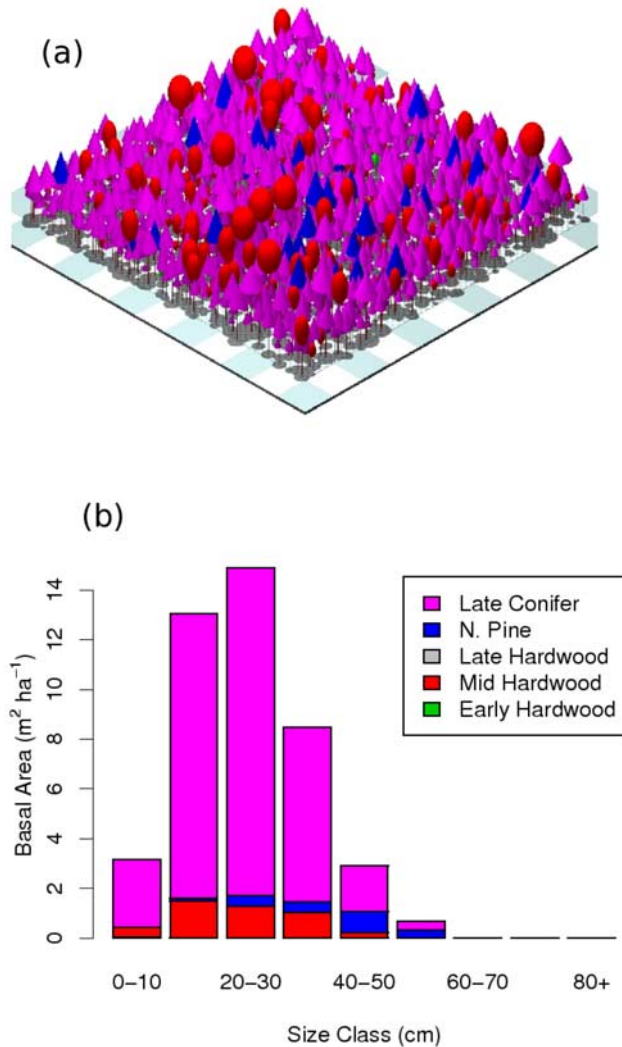 (a)
(b)
Basal Area (m² ha⁻¹)
14
12
10
8
6
4
2
0
Late Conifer
N. Pine
Late Hardwood
Mid Hardwood
Early Hardwood
0–10 20–30 40–50 60–70 80+
Size Class (cm)